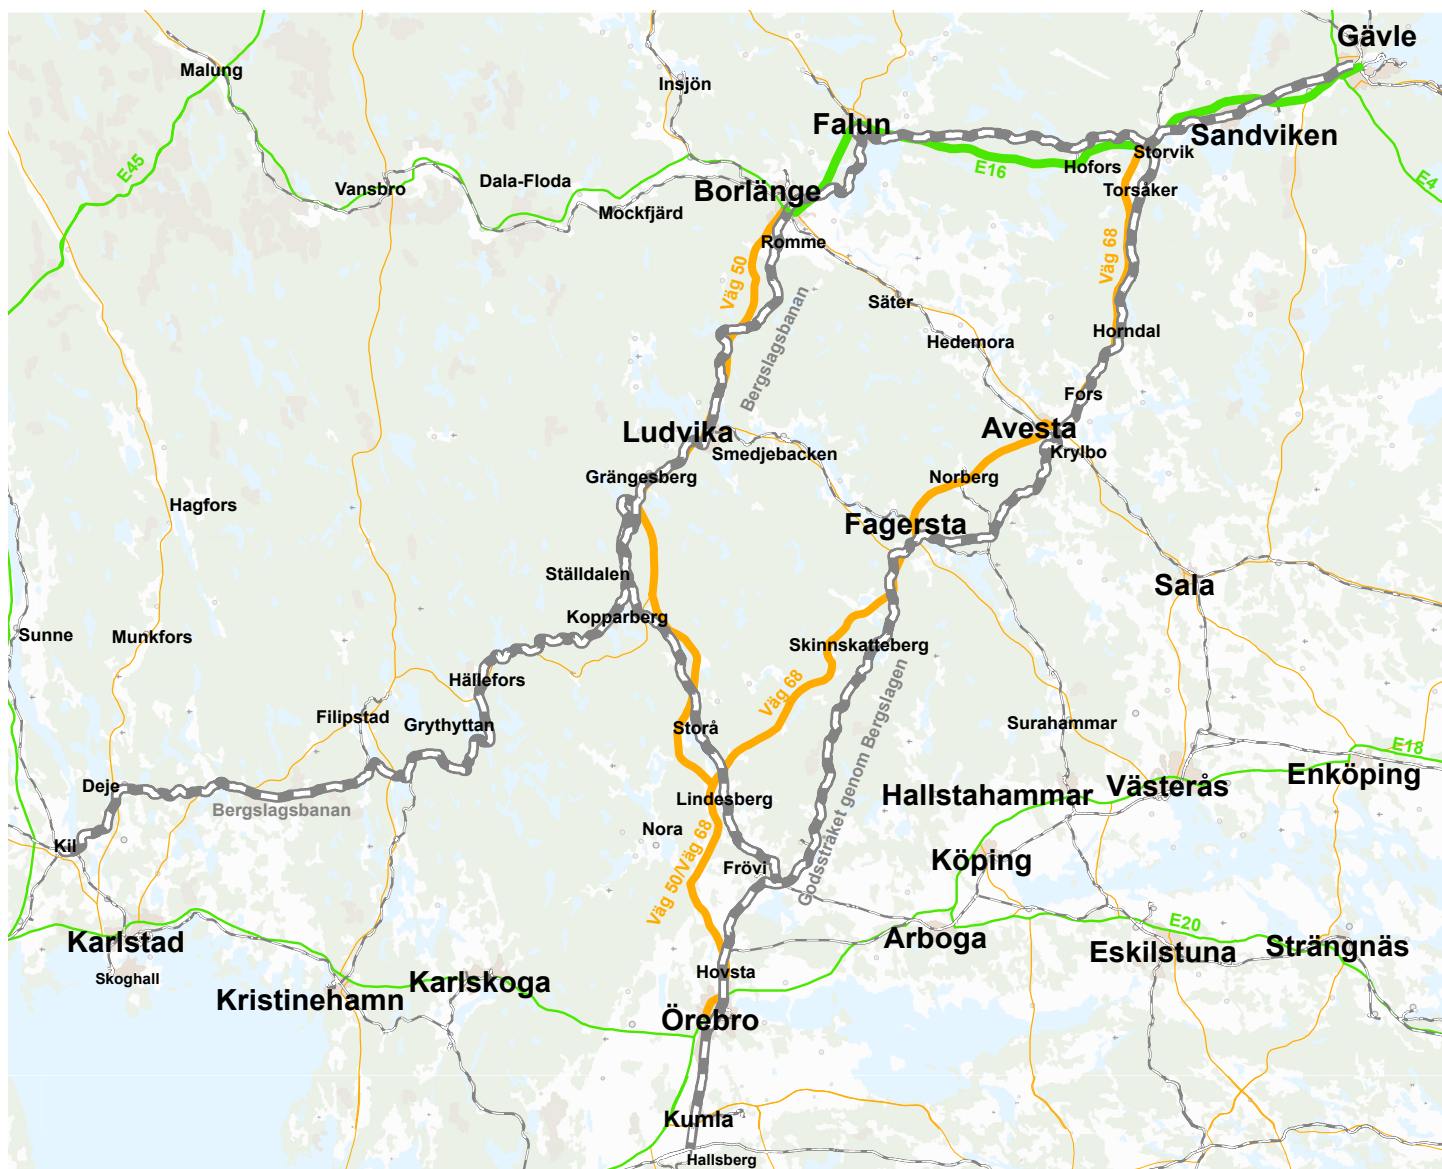 Gävle
Malung
Insjön
Falun
Sandviken
Storvik
E45
E16
Hofors
E4
Vansbro
Dala-Floda
Borlänge
Torsåker
Mockfjärd
Romme
Väg 68
Väg 50
Säter
Bergslagsbanan
Horndal
Hedemora
Fors
Ludvika
Avesta
Smedjebacken
Krylbo
Grängesberg
Norberg
Hagfors
Fagersta
Ställdalen
Sala
Kopparberg
Sunne
Munkfors
Skinnskatteberg
Hällefors
Väg 68
Filipstad
Grythyttan
Storå
Surahammar
E18
Godsstråket genom Bergslagen
Deje
Bergslagsbanan
Lindesberg
Hallstahammar
Västerås
Enköping
Nora
Kil
Väg 50/Väg 68
Frövi
Köping
E20
Karlstad
Arboga
Eskilstuna
Strängnäs
Skoghall
Hovsta
Karlskoga
Kristinehamn
Örebro
Kumla
Hallsberg